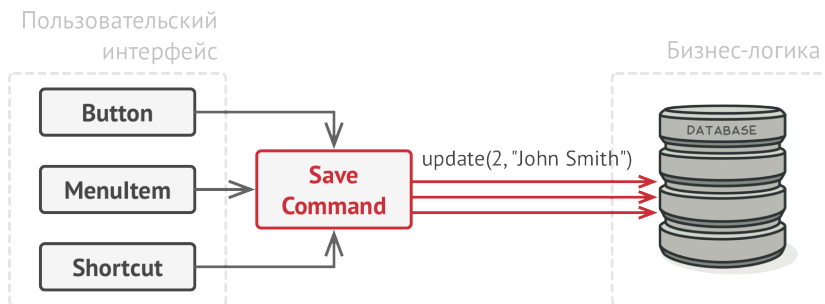 Пользовательский
интерфейс
Бизнес-логика
Button
MenuItem
Shortcut
Save
Command
update(2, "John Smith")
DATABASE